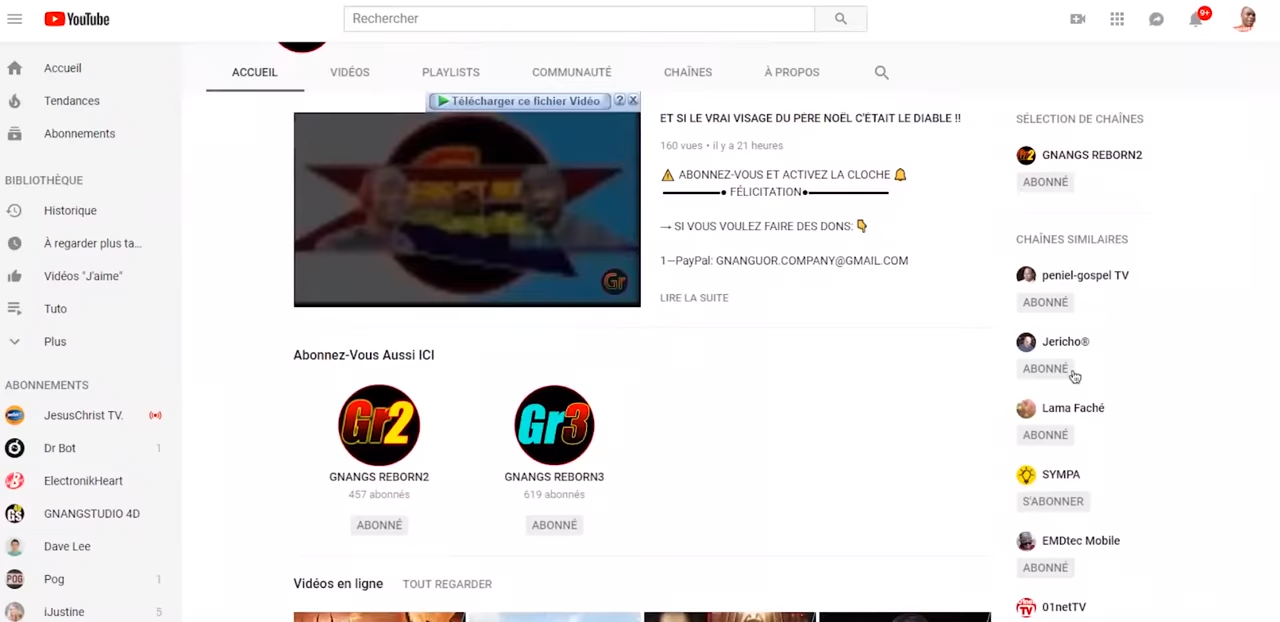 YouTube
Rechercher
9+
ACCUEIL
VIDÉOS
PLAYLISTS
COMMUNAUTÉ
CHAÎNES
À PROPOS
Accueil
Tendances
Abonnements
BIBLIOTHÈQUE
Historique
À regarder plus ta...
Vidéos "J'aime"
Tuto
Plus
ABONNEMENTS
JesusChrist TV.
Dr Bot 1
ElectronikHeart
GNANGSTUDIO 4D
Dave Lee
POG
Pog 1
iJustine 5
Télécharger ce fichier Vidéo ? X
Gr
ET SI LE VRAI VISAGE DU PÈRE NOËL C'ÉTAIT LE DIABLE !!
160 vues • il y a 21 heures
⚠ ABONNEZ-VOUS ET ACTIVEZ LA CLOCHE 🔔
————• FÉLICITATION•————
→ SI VOUS VOULEZ FAIRE DES DONS: 👇
1—PayPal: GNANGUOR.COMPANY@GMAIL.COM
LIRE LA SUITE
Abonnez-Vous Aussi ICI
Gr2
GNANGS REBORN2
457 abonnés
ABONNÉ
Gr3
GNANGS REBORN3
619 abonnés
ABONNÉ
Vidéos en ligne TOUT REGARDER
SÉLECTION DE CHAÎNES
Gr2 GNANGS REBORN2
ABONNÉ
CHAÎNES SIMILAIRES
peniel-gospel TV
ABONNÉ
Jericho®
ABONNÉ
Lama Faché
ABONNÉ
SYMPA
S'ABONNER
EMDtec Mobile
ABONNÉ
01netTV